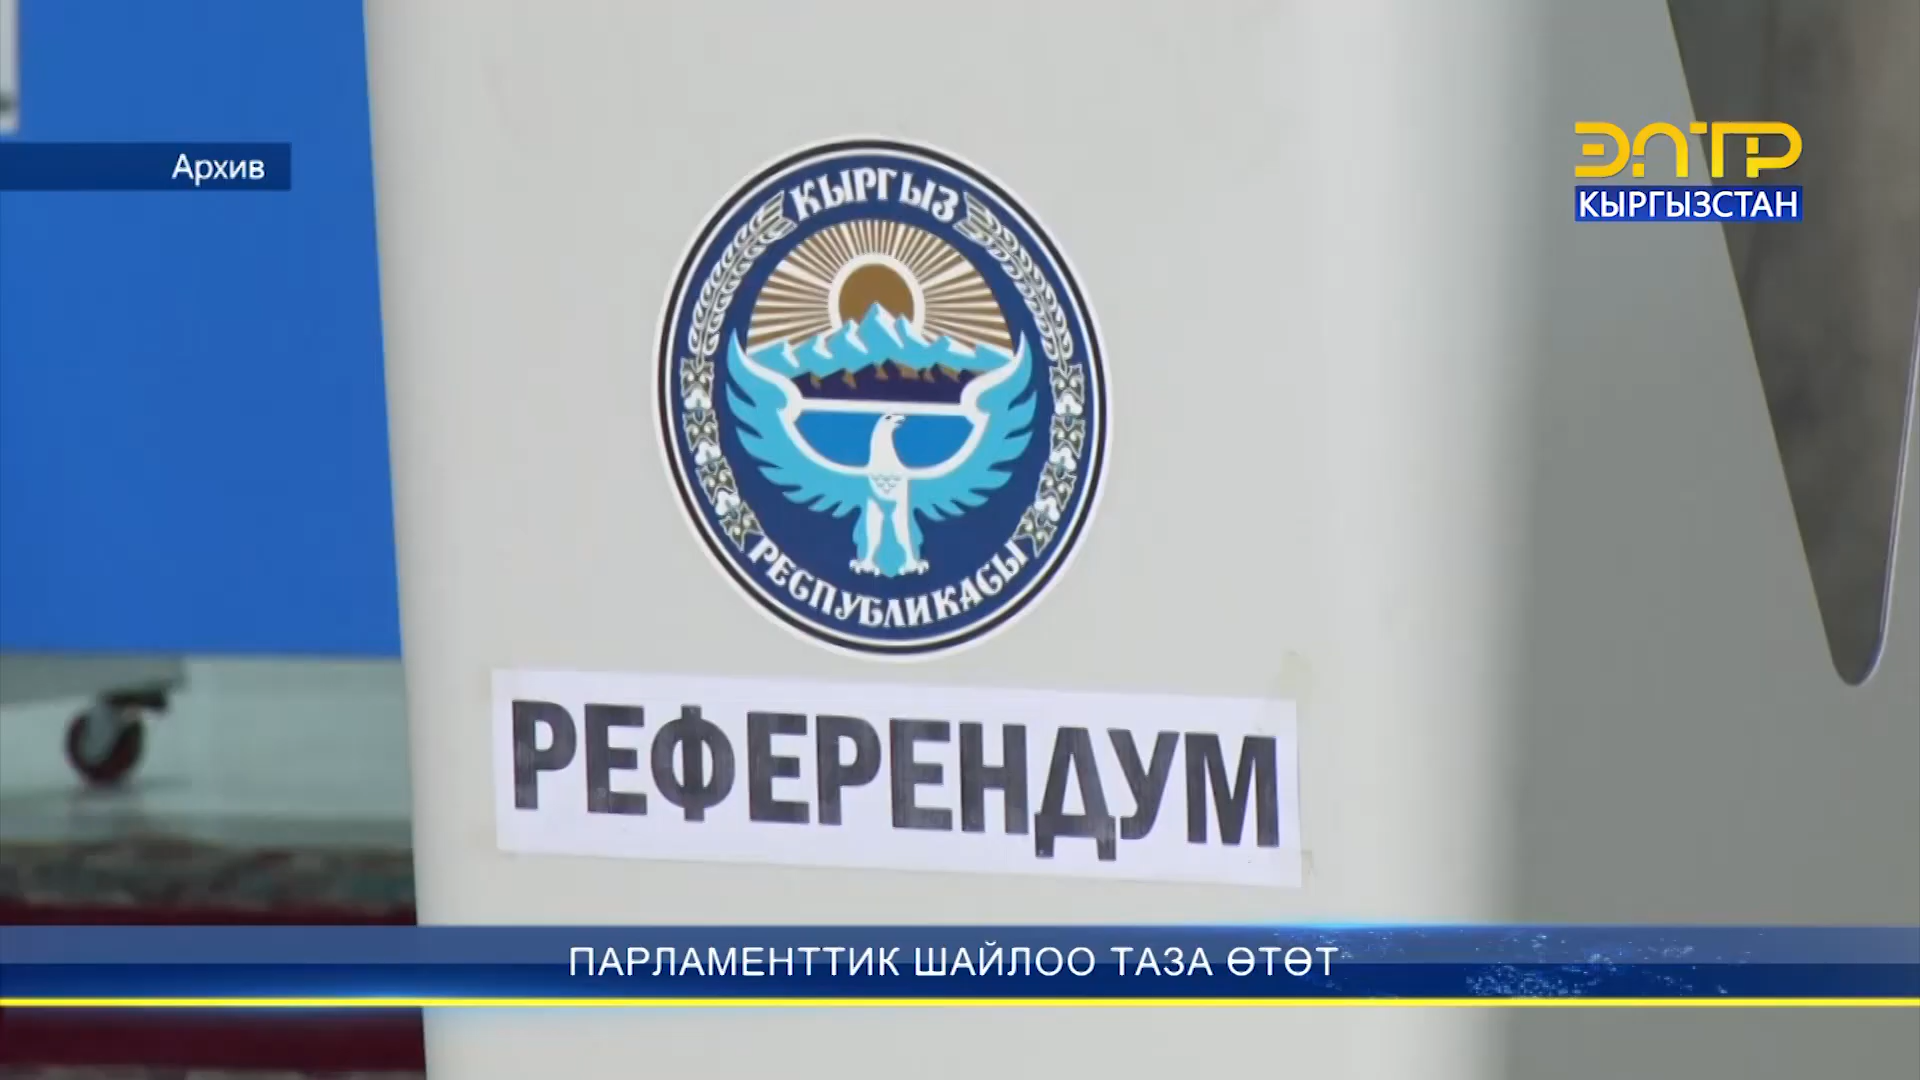 Архив
ЭЛТР
КЫРГЫЗСТАН
КЫРГЫЗ
РЕСПУБЛИКАСЫ
РЕФЕРЕНДУМ
ПАРЛАМЕНТТИК ШАЙЛОО ТАЗА ӨТӨТ